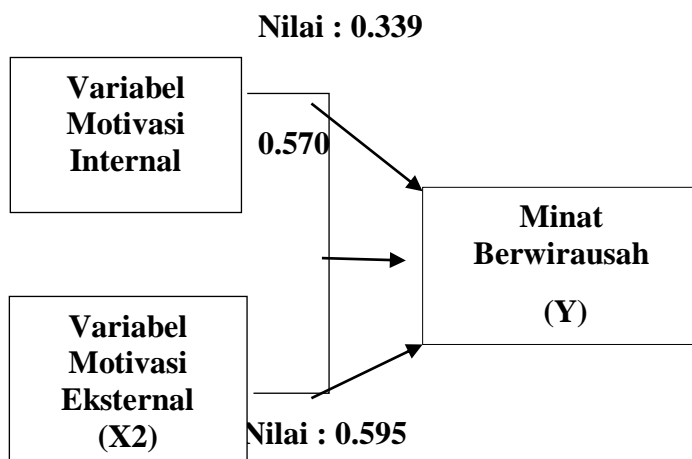 Nilai : 0.339
Variabel
Motivasi
Internal
0.570
Minat
Berwirausah
(Y)
Variabel
Motivasi
Eksternal
(X2)
Nilai : 0.595